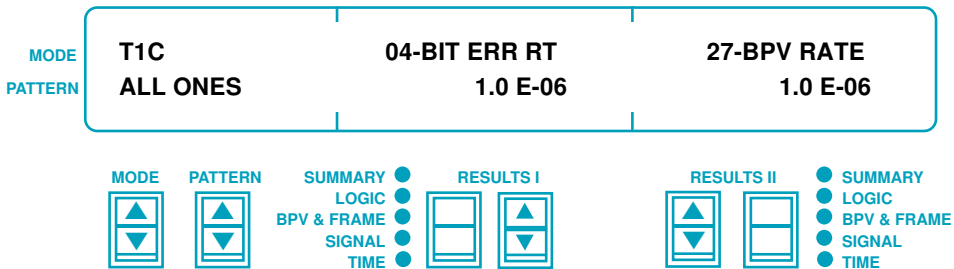 MODE T1C 04-BIT ERR RT 27-BPV RATE
PATTERN ALL ONES 1.0 E-06 1.0 E-06
MODE PATTERN SUMMARY RESULTS I RESULTS II SUMMARY
LOGIC LOGIC
BPV & FRAME BPV & FRAME
SIGNAL SIGNAL
TIME TIME